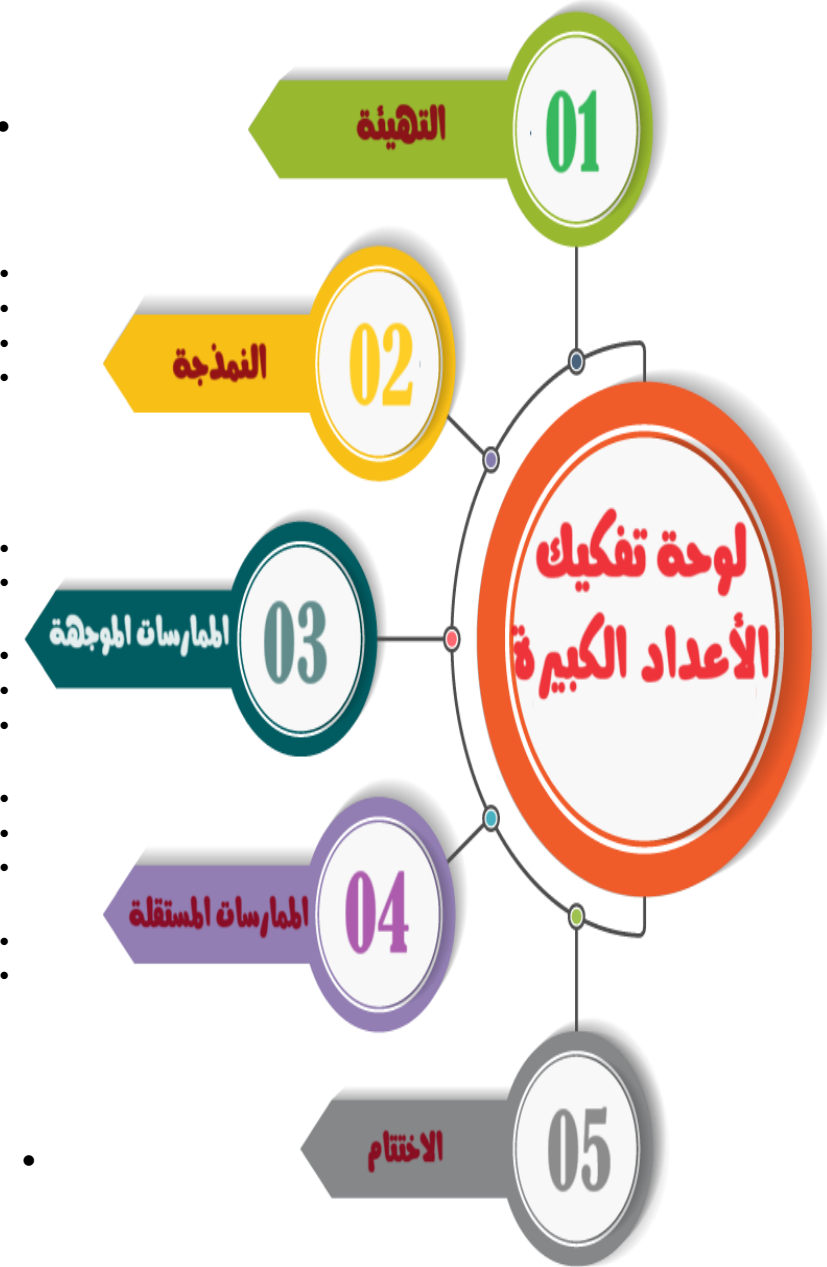 لوحة تفكيك
الأعداد الكبيرة
01
التهيئة
02
النمذجة
03
الممارسات الموجهة
04
الممارسات المستقلة
05
الاختتام